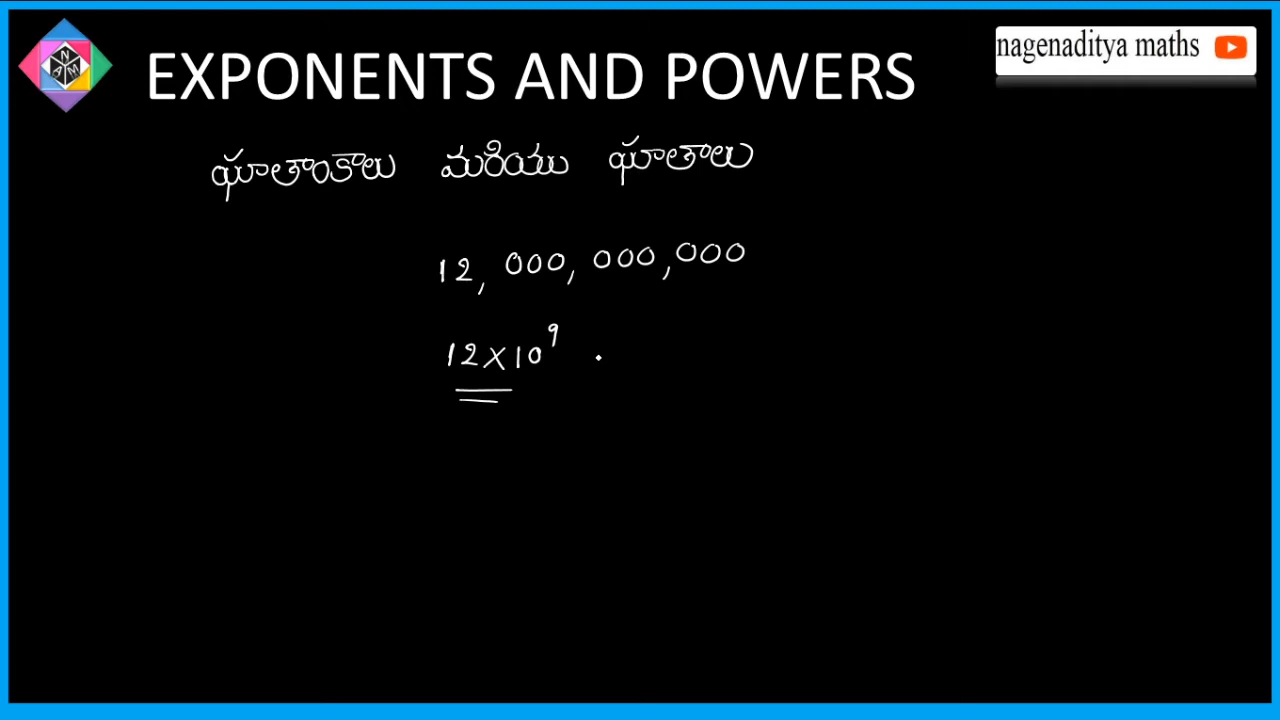 nagenaditya maths
N
A M
EXPONENTS AND POWERS
ఘాతాంకాలు మరియు ఘాతాలు
12, 000, 000,000
12×10⁹ .